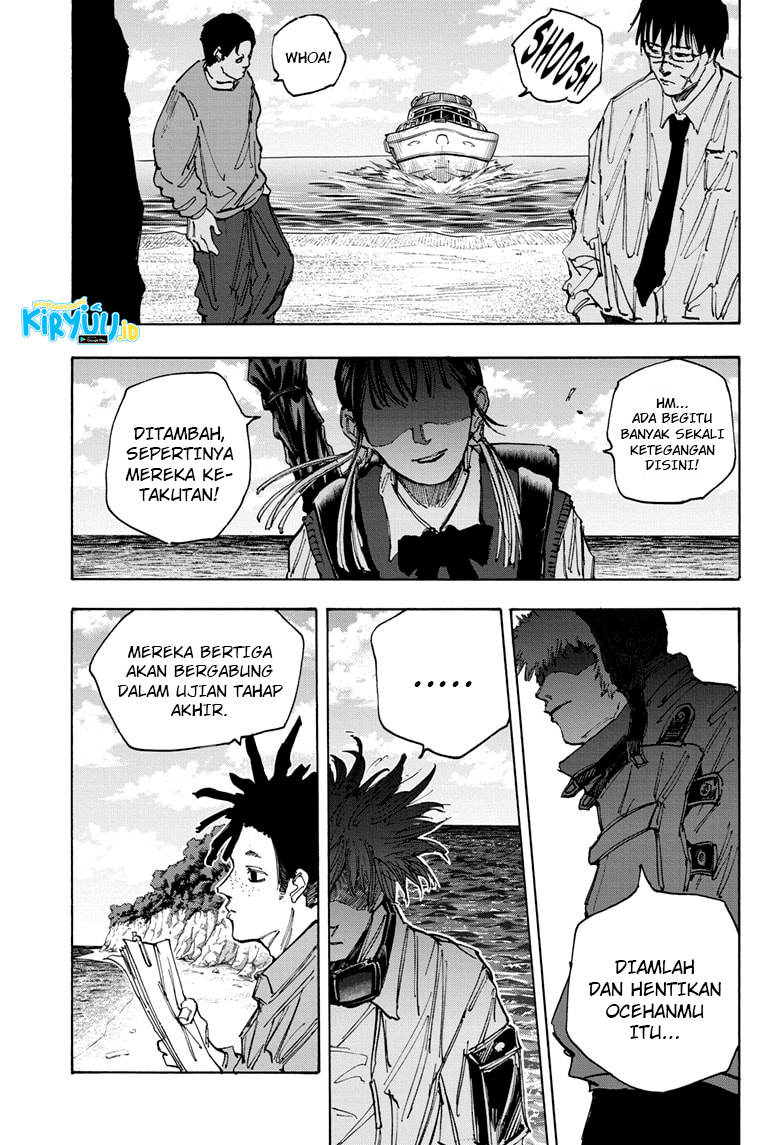 SHOOSH
WHOA!
HM...
ADA BEGITU
BANYAK SEKALI
KETEGANGAN
DISINI!
DITAMBAH,
SEPERTINYA
MEREKA KE-
TAKUTAN!
DIAMLAH
DAN HENTIKAN
OCEHANMU
ITU...
.....
MEREKA BERTIGA
AKAN BERGABUNG
DALAM UJIAN TAHAP
AKHIR.
KIRYUU.ID